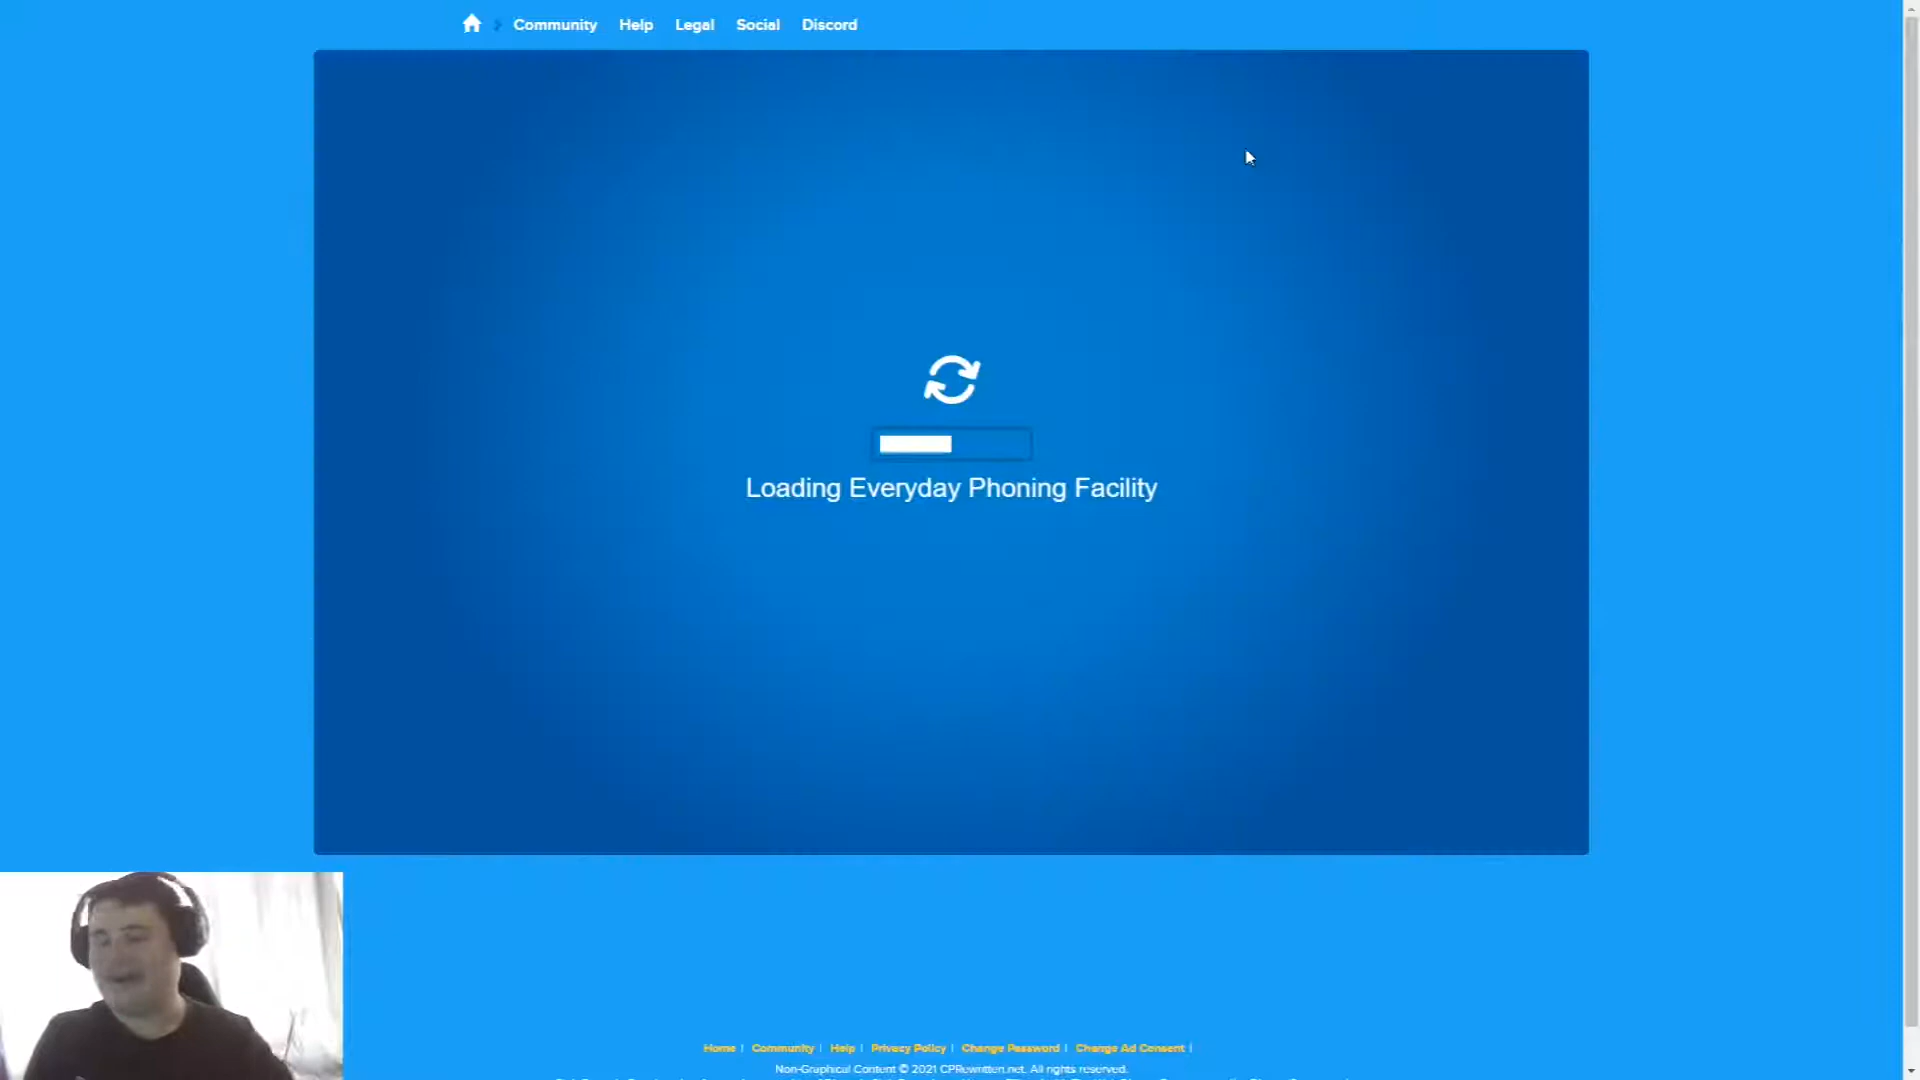 Community Help Legal Social Discord
Loading Everyday Phoning Facility
Home | Community | Help | Privacy Policy | Change Password | Change Ad Consent |
Non-Graphical Content © 2021 CPRewritten.net. All rights reserved.